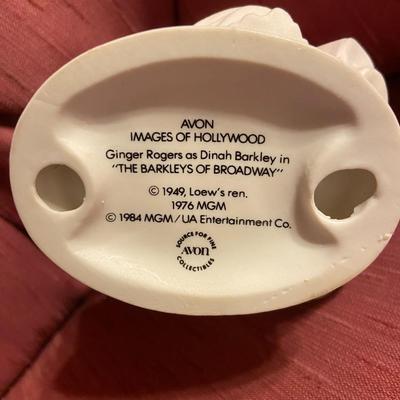 AVON
IMAGES OF HOLLYWOOD
Ginger Rogers as Dinah Barkley in
"THE BARKLEYS OF BROADWAY"
© 1949, Loew's ren.
1976 MGM
© 1984 MGM/UA Entertainment Co.
SOURCE FOR FINE
AVON
COLLECTIBLES